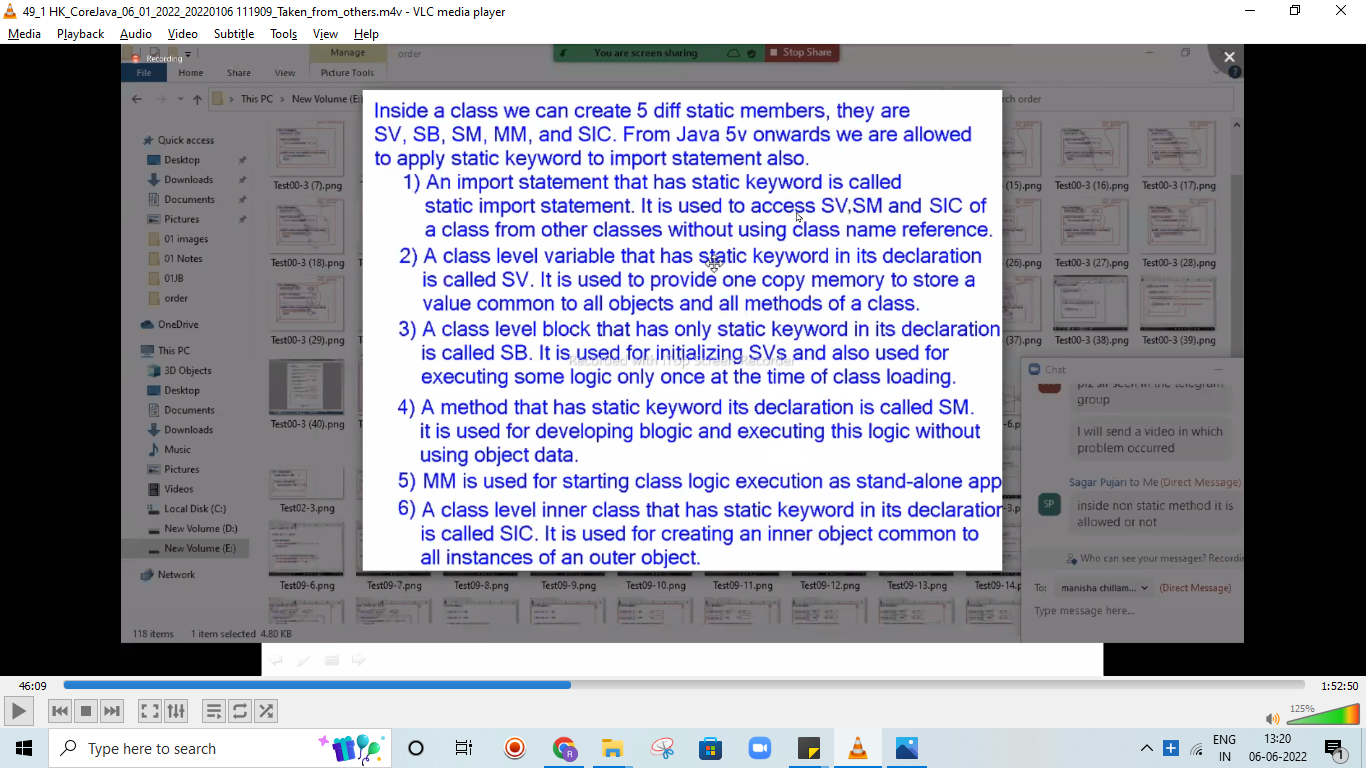 49_1 HK_CoreJava_06_01_2022_20220106 111909_Taken_from_others.m4v - VLC media player
Media Playback Audio Video Subtitle Tools View Help
Recording
Manage
order
You are screen sharing
Stop Share
File Home Share View Picture Tools
This PC
New Volume (E:)
order
Inside a class we can create 5 diff static members, they are
SV, SB, SM, MM, and SIC. From Java 5v onwards we are allowed
to apply static keyword to import statement also.
1) An import statement that has static keyword is called
static import statement. It is used to access SV,SM and SIC of
a class from other classes without using class name reference.
2) A class level variable that has static keyword in its declaration
is called SV. It is used to provide one copy memory to store a
value common to all objects and all methods of a class.
3) A class level block that has only static keyword in its declaration
is called SB. It is used for initializing SVs and also used for
executing some logic only once at the time of class loading.
4) A method that has static keyword its declaration is called SM.
it is used for developing blogic and executing this logic without
using object data.
5) MM is used for starting class logic execution as stand-alone app
6) A class level inner class that has static keyword in its declaration
is called SIC. It is used for creating an inner object common to
all instances of an outer object.
Recorded with iTop Screen Recorder
Quick access
Desktop
Downloads
Documents
Pictures
01 images
01 Notes
01JB
order
OneDrive
This PC
3D Objects
Desktop
Documents
Downloads
Music
Pictures
Videos
Local Disk (C:)
New Volume (D:)
New Volume (E:)
Network
Test00-3 (7).png
(15).png
Test00-3 (16).png
Test00-3 (17).png
Test00-3 (18).png
(26).png
Test00-3 (27).png
Test00-3 (28).png
Test00-3 (29).png
(37).png
Test00-3 (38).png
Test00-3 (39).png
Test00-3 (40).png
Test02-3.png
Test09-6.png
Test09-7.png
Test09-8.png
Test09-9.png
Test09-10.png
Test09-11.png
Test09-12.png
Test09-13.png
Test09-14.p
Chat
plz sir seen in the telegram
group
I will send a video in which
problem occurred
Sagar Pujari to Me (Direct Message)
SP
inside non static method it is
allowed or not
Who can see your messages? Recordin
To: manisha chillam... (Direct Message)
Type message here...
118 items 1 item selected 4.80 KB
46:09
1:52:50
125%
Type here to search
ENG
IN
13:20
06-06-2022
1